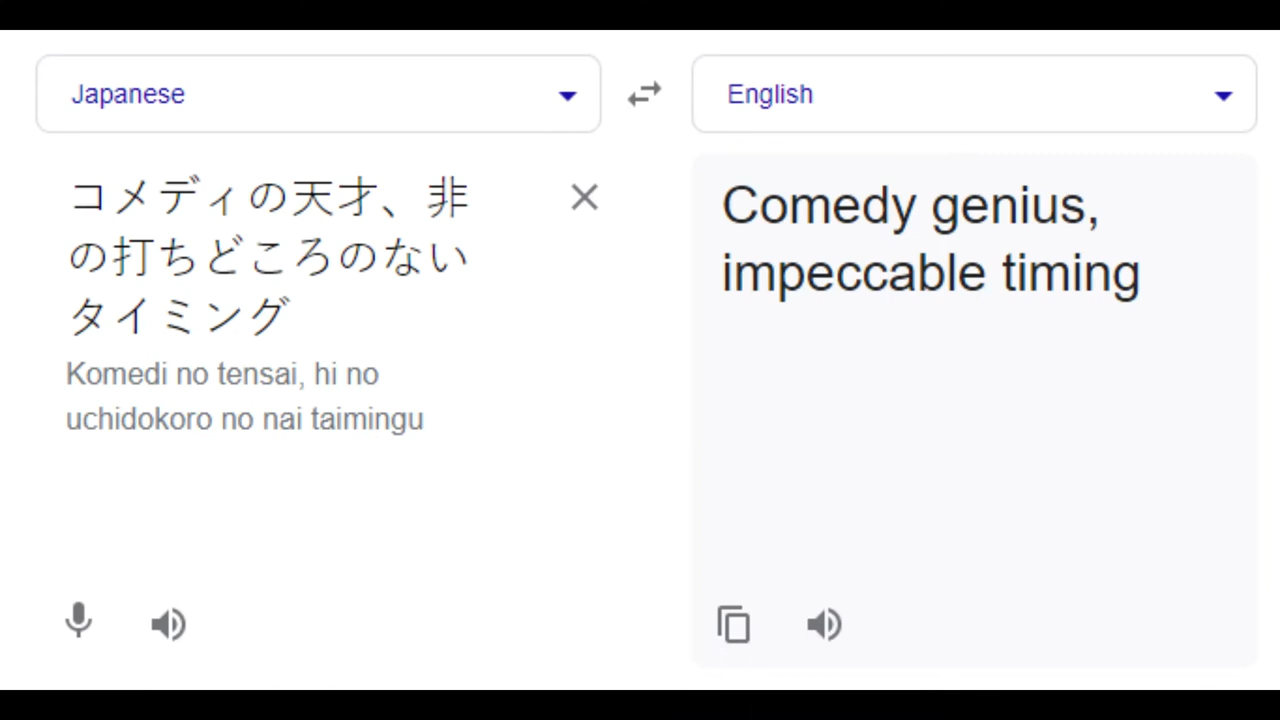 Japanese
English
コメディの天才、非
の打ちどころのない
タイミング
Komedi no tensai, hi no
uchidokoro no nai taimingu
Comedy genius,
impeccable timing